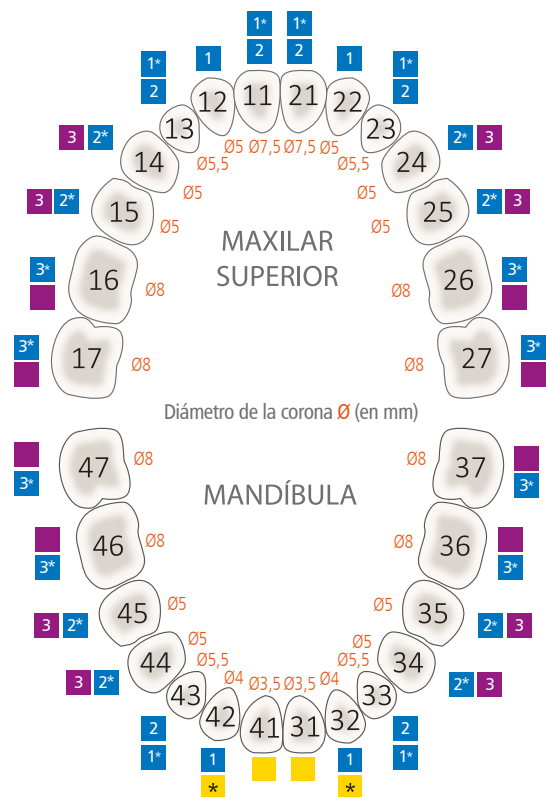 1* 1*
1 2 2 1
1* 1*
2 2
12 11 21 22
13 23
3 2* 14 24 2* 3
Ø5 Ø7,5 Ø7,5 Ø5
Ø5,5 Ø5,5
3 2* 15 Ø5 Ø5 25 2* 3
Ø5 Ø5
MAXILAR
SUPERIOR
3* 16 Ø8 Ø8 26 3*
3* 17 Ø8 Ø8 27 3*
Diámetro de la corona Ø (en mm)
47 Ø8 Ø8 37
3* 3*
MANDÍBULA
46 Ø8 Ø8 36
3* 3*
3 2* 45 Ø5 Ø5 35 2* 3
Ø5 Ø5
44 Ø5,5 Ø5,5 34
3 2* Ø4 Ø3,5 Ø3,5 Ø4 2* 3
43 33
42 41 31 32
2 2
1* 1*
1 1
* *